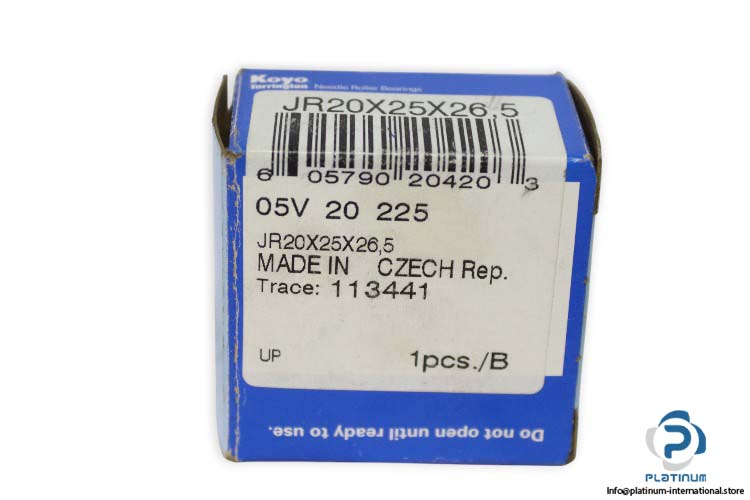 Koyo
Torrington Needle Roller Bearings
JR20X25X26,5
6 05790 20420 3
05V 20 225
JR20X25X26,5
MADE IN CZECH Rep.
Trace: 113441
UP 1pcs./B
Do not open until ready to use.
PLATINUM
Info@platinum-international.store